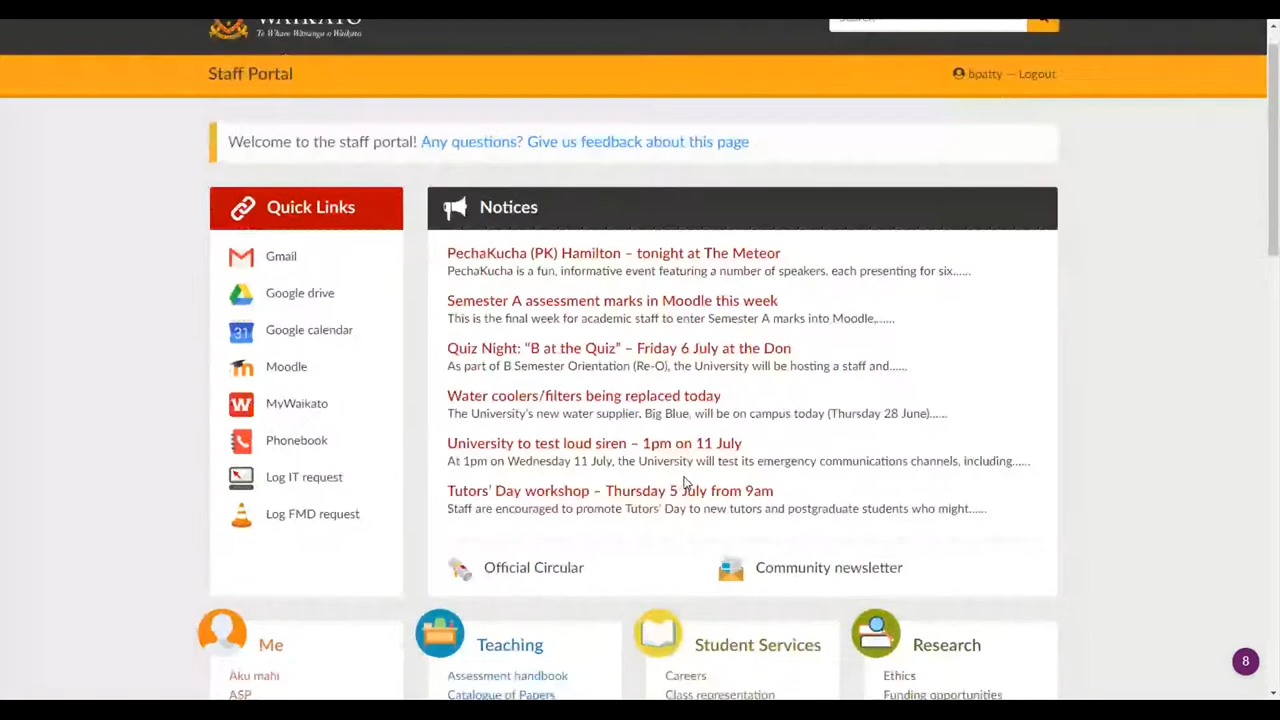 WAIKATO
Te Whare Wānanga o Waikato
Staff Portal
bpatty — Logout
Welcome to the staff portal! Any questions? Give us feedback about this page
Quick Links
Gmail
Google drive
31
Google calendar
Moodle
MyWaikato
Phonebook
Log IT request
Log FMD request
Notices
PechaKucha (PK) Hamilton – tonight at The Meteor
PechaKucha is a fun, informative event featuring a number of speakers, each presenting for six......
Semester A assessment marks in Moodle this week
This is the final week for academic staff to enter Semester A marks into Moodle,......
Quiz Night: “B at the Quiz” – Friday 6 July at the Don
As part of B Semester Orientation (Re-O), the University will be hosting a staff and......
Water coolers/filters being replaced today
The University's new water supplier, Big Blue, will be on campus today (Thursday 28 June)......
University to test loud siren – 1pm on 11 July
At 1pm on Wednesday 11 July, the University will test its emergency communications channels, including......
Tutors' Day workshop – Thursday 5 July from 9am
Staff are encouraged to promote Tutors' Day to new tutors and postgraduate students who might......
Official Circular
Community newsletter
Me
Aku mahi
ASP
Teaching
Assessment handbook
Catalogue of Papers
Student Services
Careers
Class representation
Research
Ethics
Funding opportunities
8